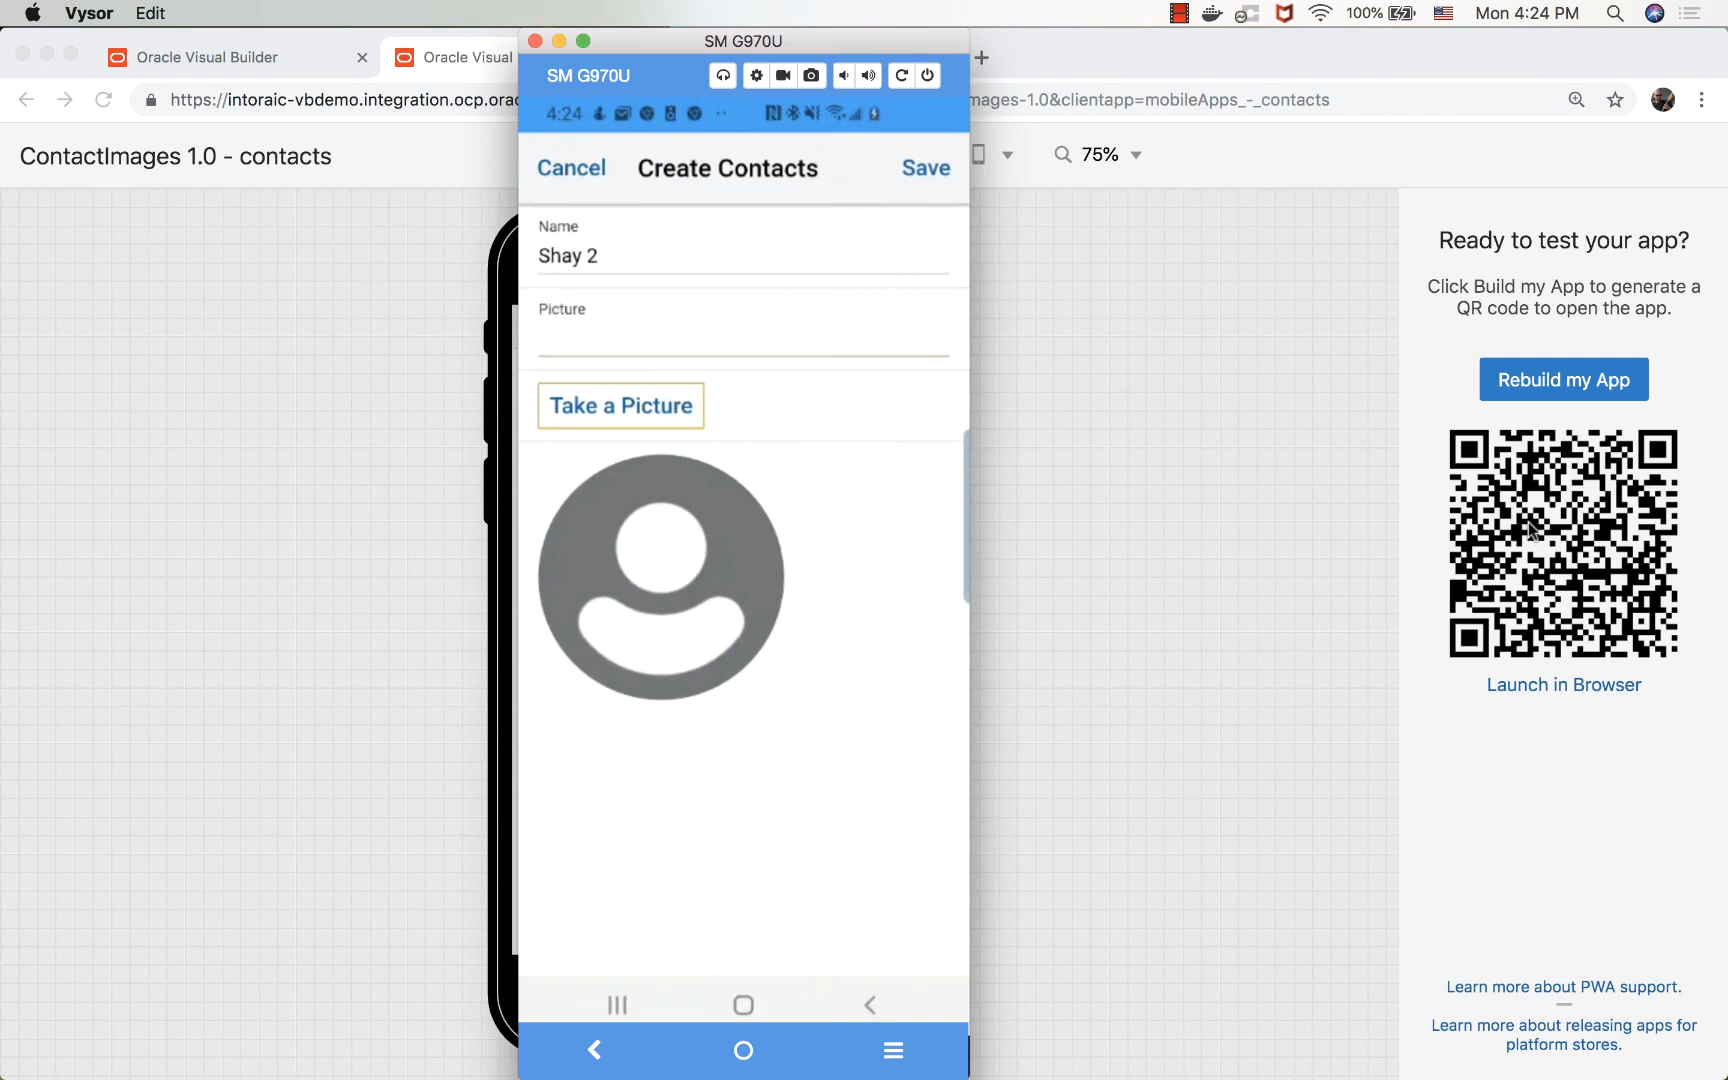 Vysor Edit
100% Mon 4:24 PM
Oracle Visual Builder
Oracle Visual
SM G970U
https://intoraic-vbdemo.integration.ocp.orac
mages-1.0&clientapp=mobileApps_-_contacts
SM G970U
4:24
ContactImages 1.0 - contacts
75%
Cancel Create Contacts Save
Name
Shay 2
Picture
Take a Picture
Ready to test your app?
Click Build my App to generate a
QR code to open the app.
Rebuild my App
Launch in Browser
Learn more about PWA support.
Learn more about releasing apps for
platform stores.